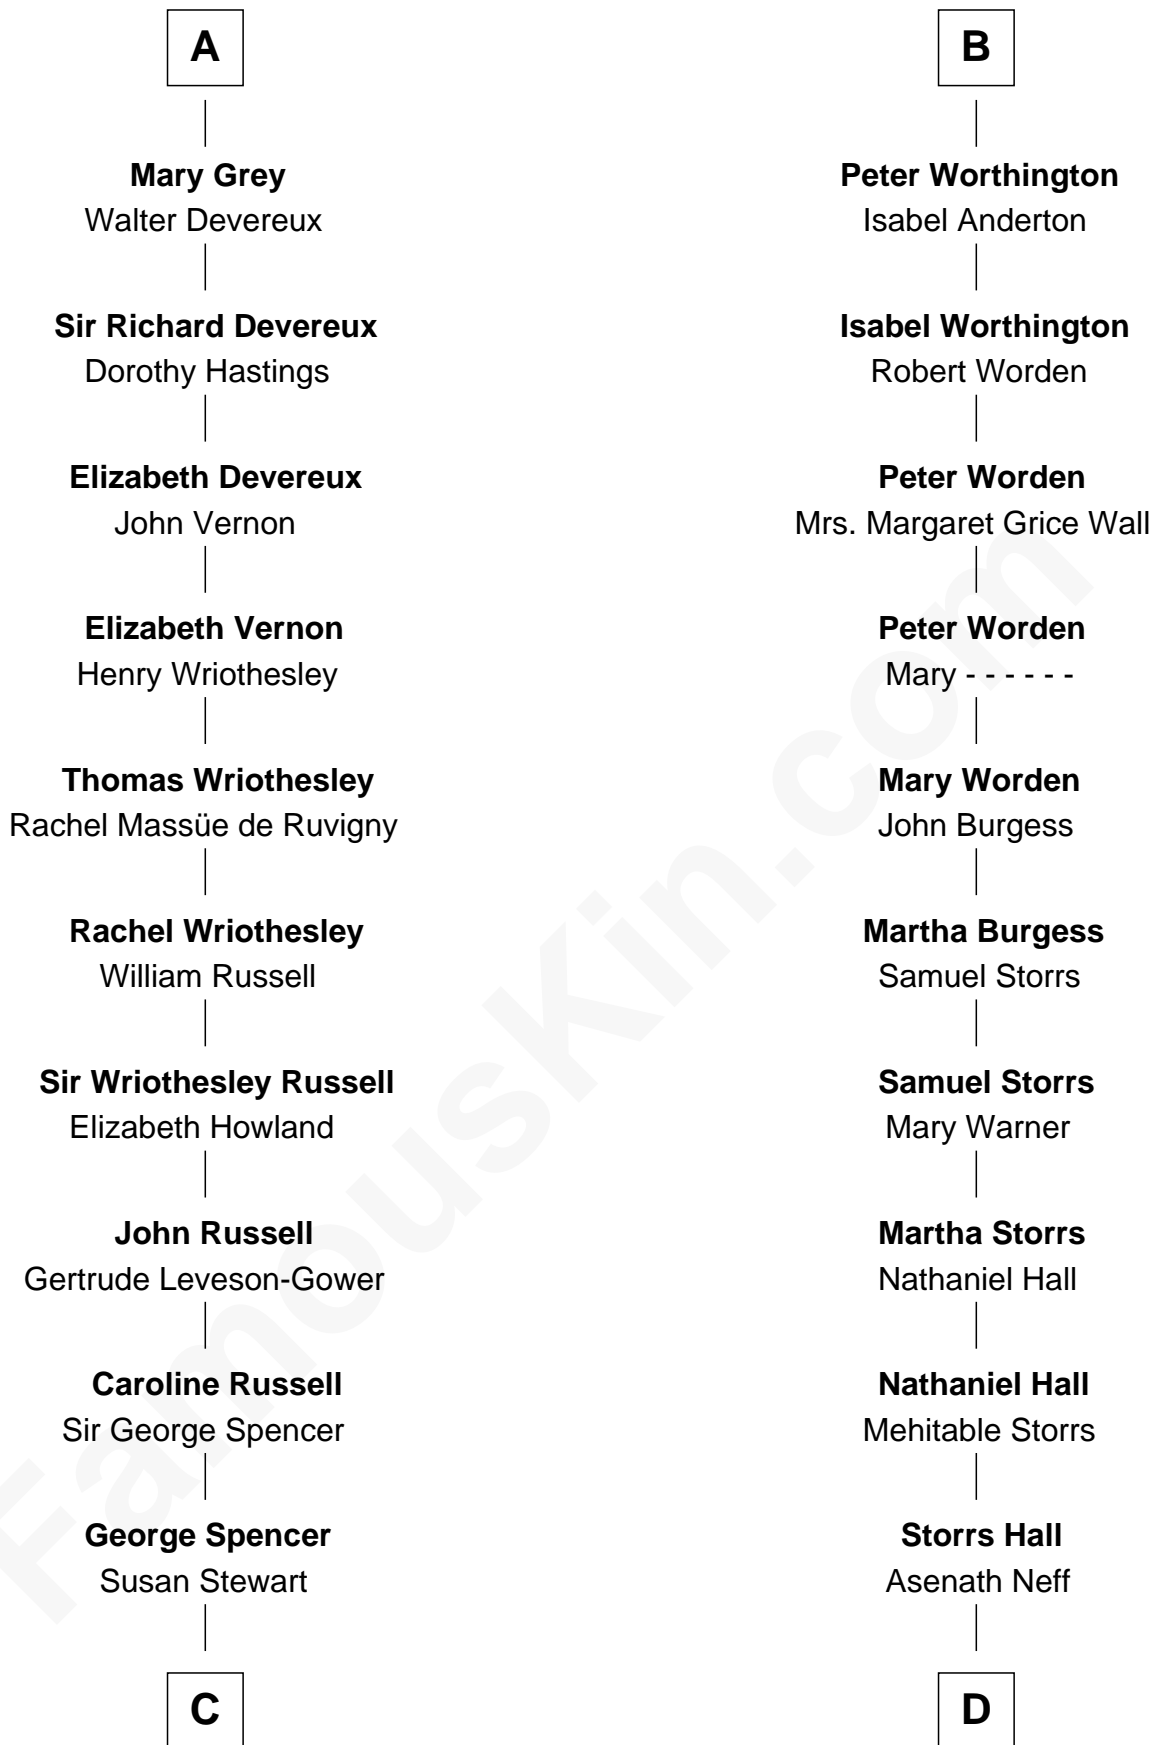 A
Mary Grey
Walter Devereux
Sir Richard Devereux
Dorothy Hastings
Elizabeth Devereux
John Vernon
Elizabeth Vernon
Henry Wriothesley
Thomas Wriothesley
Rachel Massüe de Ruvigny
Rachel Wriothesley
William Russell
Sir Wriothesley Russell
Elizabeth Howland
John Russell
Gertrude Leveson-Gower
Caroline Russell
Sir George Spencer
George Spencer
Susan Stewart
C
B
Peter Worthington
Isabel Anderton
Isabel Worthington
Robert Worden
Peter Worden
Mrs. Margaret Grice Wall
Peter Worden
Mary - - - - - -
Mary Worden
John Burgess
Martha Burgess
Samuel Storrs
Samuel Storrs
Mary Warner
Martha Storrs
Nathaniel Hall
Nathaniel Hall
Mehitable Storrs
Storrs Hall
Asenath Neff
D
FamousKin.com